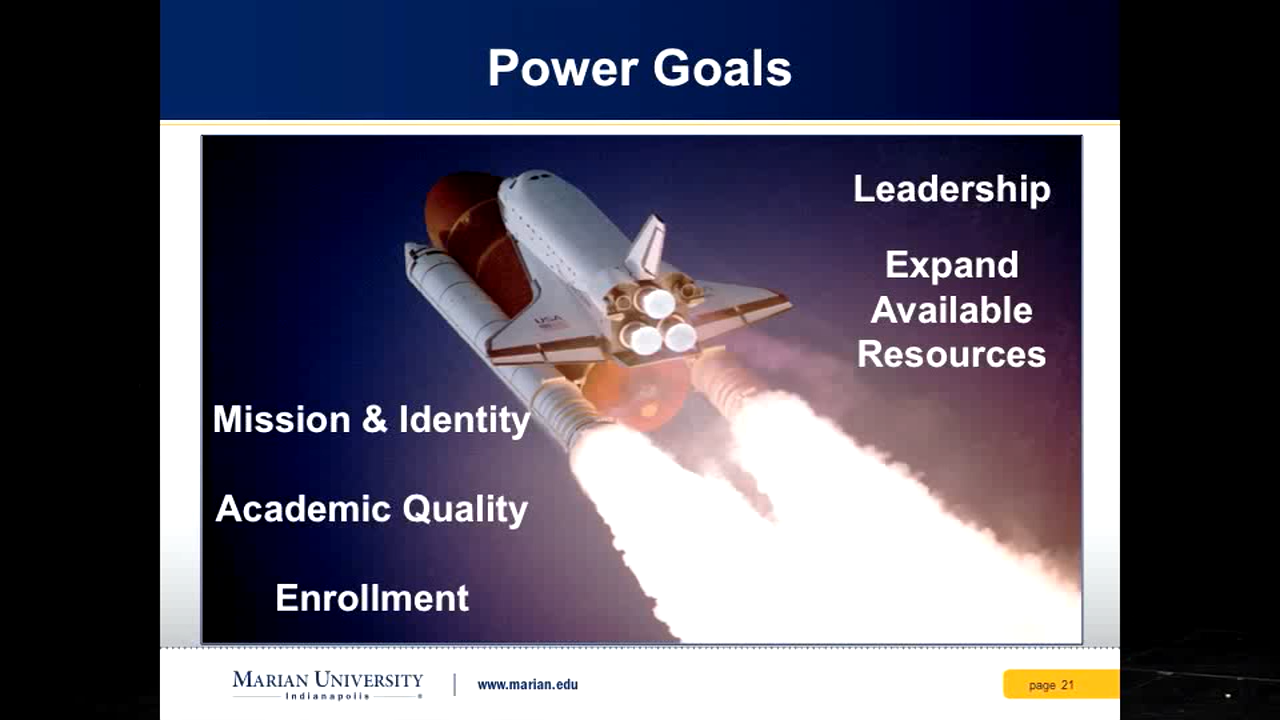 Power Goals
Leadership
Expand
Available
Resources
Mission & Identity
Academic Quality
Enrollment
USA
MARIAN UNIVERSITY
Indianapolis ®
www.marian.edu
page 21